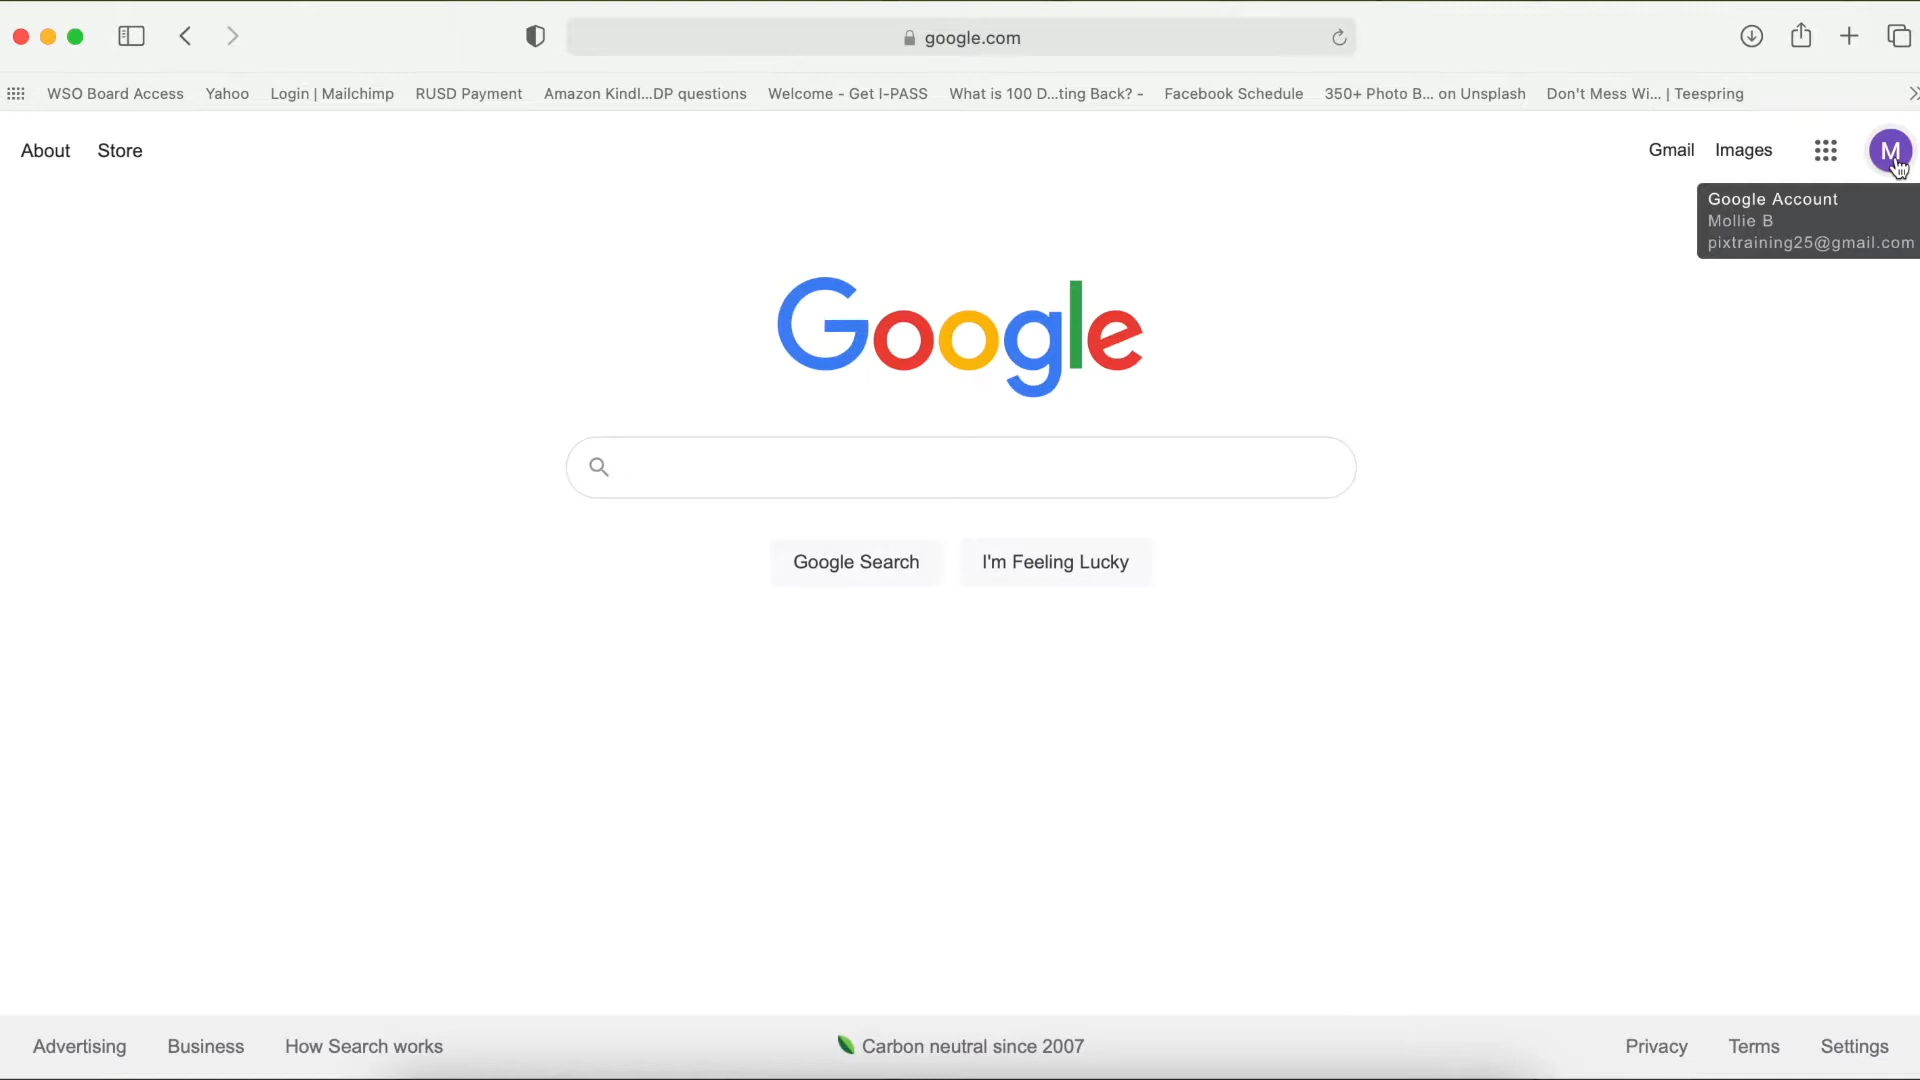 google.com
WSO Board Access Yahoo Login | Mailchimp RUSD Payment Amazon Kindl...DP questions Welcome - Get I-PASS What is 100 D...ting Back? - Facebook Schedule 350+ Photo B... on Unsplash Don't Mess Wi... | Teespring
About Store Gmail Images M
Google Account
Mollie B
pixtraining25@gmail.com
Google
Google Search I'm Feeling Lucky
Advertising Business How Search works Carbon neutral since 2007 Privacy Terms Settings